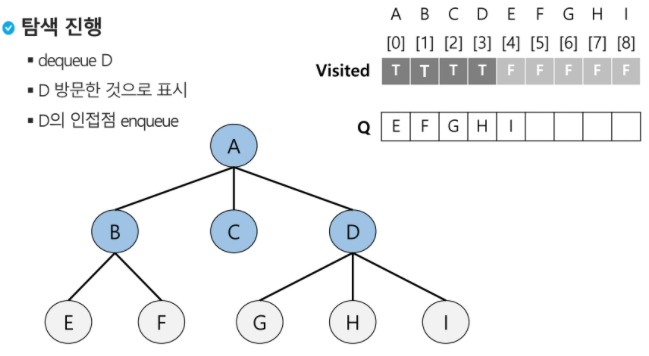 탐색 진행
dequeue D
D 방문한 것으로 표시
D의 인접점 enqueue
A B C D E F G H I
[0] [1] [2] [3] [4] [5] [6] [7] [8]
Visited T T T T F F F F F
Q E F G H I
A
B C D
E F G H I